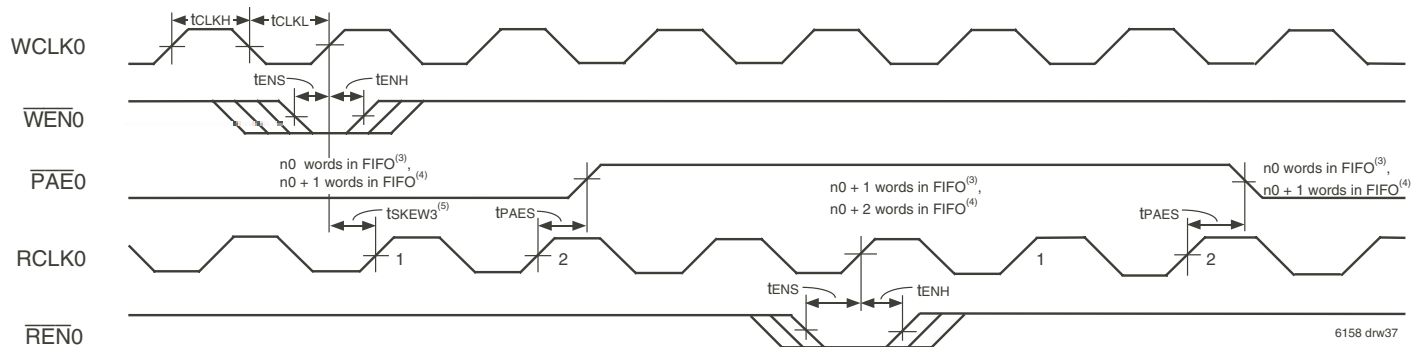 tCLKH tCLKL
WCLK0
tENS tENH
WEN0
n0 words in FIFO(3),
n0 + 1 words in FIFO(4)
PAE0
n0 + 1 words in FIFO(3),
n0 + 2 words in FIFO(4)
n0 words in FIFO(3),
n0 + 1 words in FIFO(4)
tSKEW3(5) tPAES tPAES
RCLK0
1 2 1 2
tENS tENH
REN0
6158 drw37